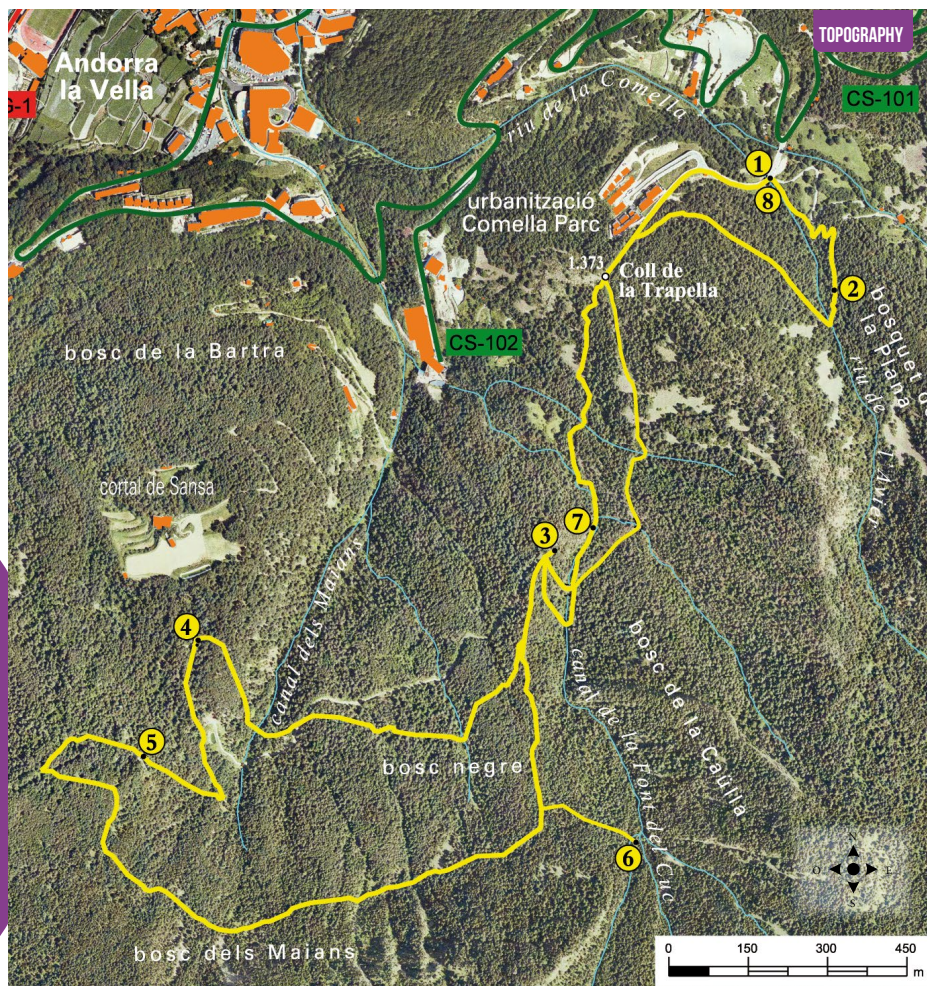 TOPOGRAPHY
Andorra
la Vella
CS-101
riu de la Comella
1
8
urbanització
Comella Parc
1.373
Coll de
la Trapella
2
bosquet de
la Plana
riu de l'Avier
bosc de la Bartra
CS-102
cortal de Sansa
7
3
canal dels Maians
4
bosc de la Caülla
canal de la Font del Cuc
5
bosc negre
6
N
O
E
S
bosc dels Maians
0 150 300 450
m